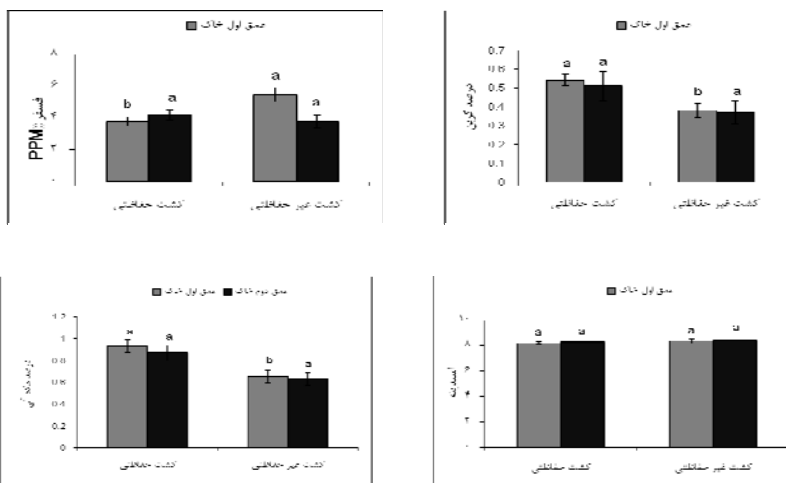 عمق اول خاک
۸
۶
۴
۲
۰
فسفر PPM
b
a
a
a
کشت حفاظتی
کشت غیر حفاظتی
عمق اول خاک
0.7
0.6
0.5
0.4
0.3
0.2
0.1
0
درصد کربن
a
a
b
a
کشت حفاظتی
کشت غیر حفاظتی
عمق اول خاک
عمق دوم خاک
1
0.8
0.6
0.4
0.2
0
a
a
b
a
کشت حفاظتی
کشت غیر حفاظتی
عمق اول خاک
۱۰
۸
۶
۴
اسیدیته
a
a
a
a
کشت حفاظتی
کشت غیر حفاظتی